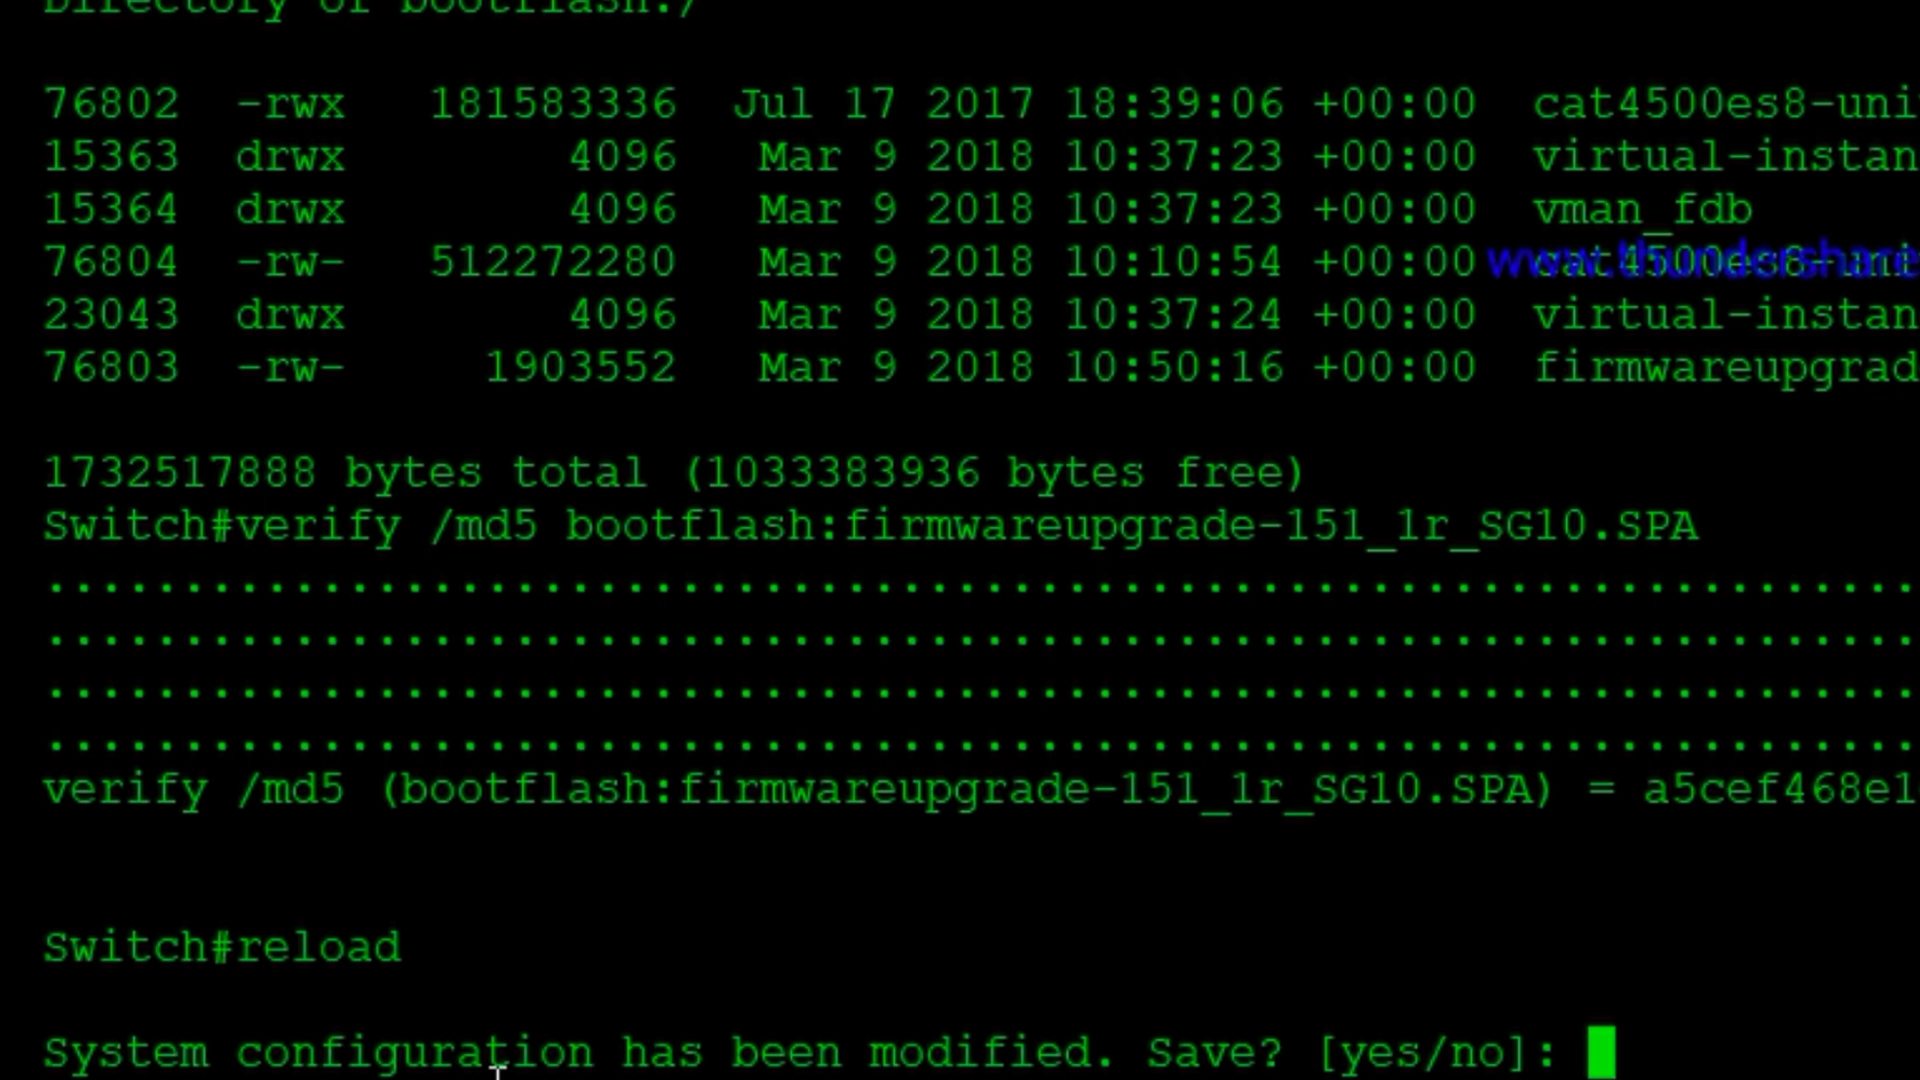 Directory of bootflash:/
76802 -rwx 181583336 Jul 17 2017 18:39:06 +00:00 cat4500es8-uni
15363 drwx 4096 Mar 9 2018 10:37:23 +00:00 virtual-instan
15364 drwx 4096 Mar 9 2018 10:37:23 +00:00 vman_fdb
76804 -rw- 512272280 Mar 9 2018 10:10:54 +00:00 cat4500es8-uni
www.thundershare
23043 drwx 4096 Mar 9 2018 10:37:24 +00:00 virtual-instan
76803 -rw- 1903552 Mar 9 2018 10:50:16 +00:00 firmwareupgrad
1732517888 bytes total (1033383936 bytes free)
Switch#verify /md5 bootflash:firmwareupgrade-151_1r_SG10.SPA
...................................................................
...................................................................
...................................................................
...................................................................
verify /md5 (bootflash:firmwareupgrade-151_1r_SG10.SPA) = a5cef468e1
Switch#reload
System configuration has been modified. Save? [yes/no]: